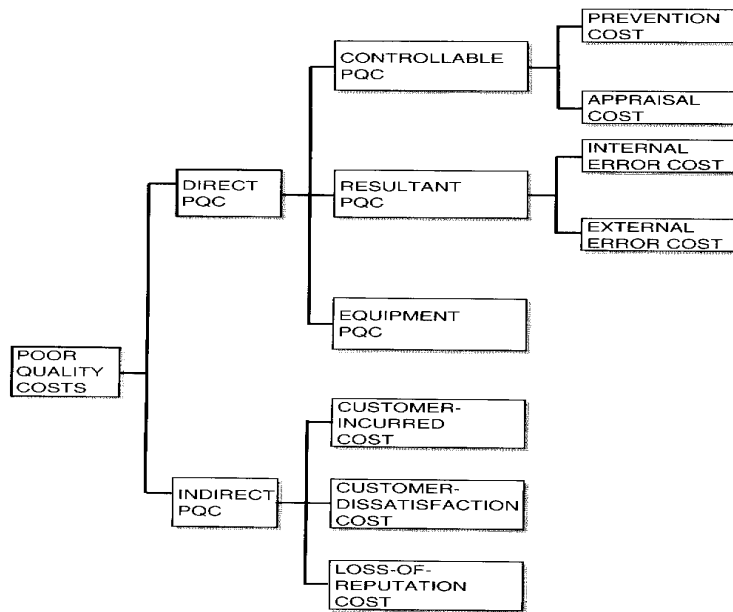 PREVENTION
COST
CONTROLLABLE
PQC
APPRAISAL
COST
INTERNAL
ERROR COST
DIRECT
PQC
RESULTANT
PQC
EXTERNAL
ERROR COST
EQUIPMENT
PQC
POOR
QUALITY
COSTS
CUSTOMER-
INCURRED
COST
INDIRECT
PQC
CUSTOMER-
DISSATISFACTION
COST
LOSS-OF-
REPUTATION
COST